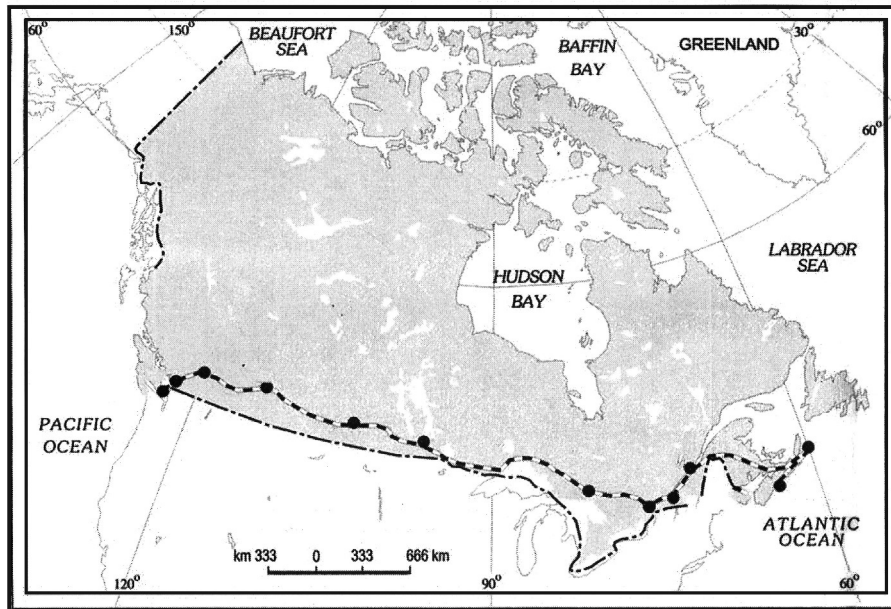 60°
150°
BEAUFORT
SEA
BAFFIN
BAY
GREENLAND
30°
60°
LABRADOR
SEA
HUDSON
BAY
PACIFIC
OCEAN
ATLANTIC
OCEAN
km 333 0 333 666 km
120°
90°
60°